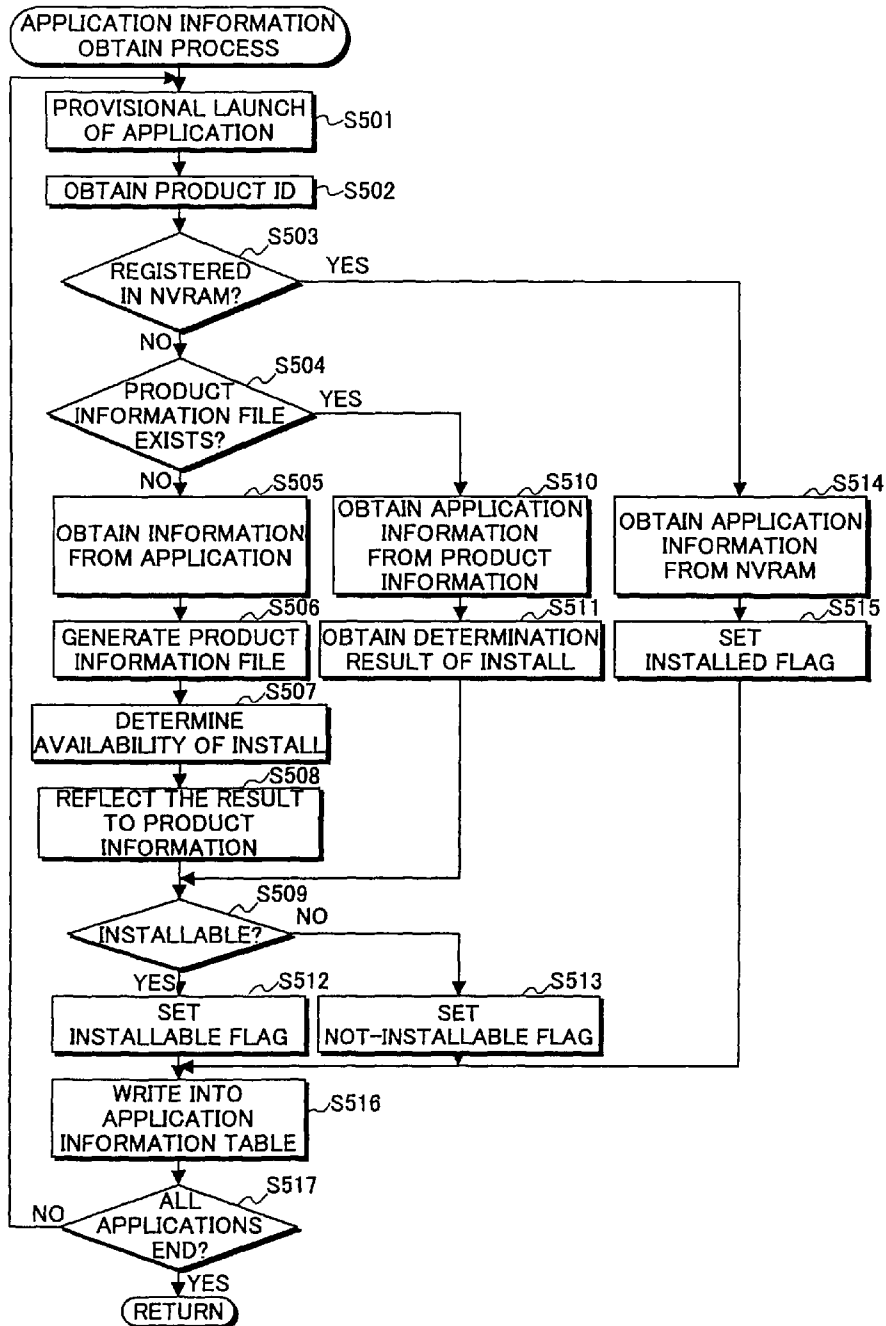 APPLICATION INFORMATION
OBTAIN PROCESS
PROVISIONAL LAUNCH
OF APPLICATION
S501
OBTAIN PRODUCT ID
S502
S503
REGISTERED
IN NVRAM?
YES
NO
S504
PRODUCT
INFORMATION FILE
EXISTS?
YES
NO
S505
OBTAIN INFORMATION
FROM APPLICATION
S510
OBTAIN APPLICATION
INFORMATION
FROM PRODUCT
INFORMATION
S514
OBTAIN APPLICATION
INFORMATION
FROM NVRAM
S506
GENERATE PRODUCT
INFORMATION FILE
S511
OBTAIN DETERMINATION
RESULT OF INSTALL
S515
SET
INSTALLED FLAG
S507
DETERMINE
AVAILABILITY OF INSTALL
S508
REFLECT THE RESULT
TO PRODUCT
INFORMATION
S509
INSTALLABLE?
NO
YES
S512
SET
INSTALLABLE FLAG
S513
SET
NOT-INSTALLABLE FLAG
WRITE INTO
APPLICATION
INFORMATION TABLE
S516
S517
ALL
APPLICATIONS
END?
NO
YES
RETURN